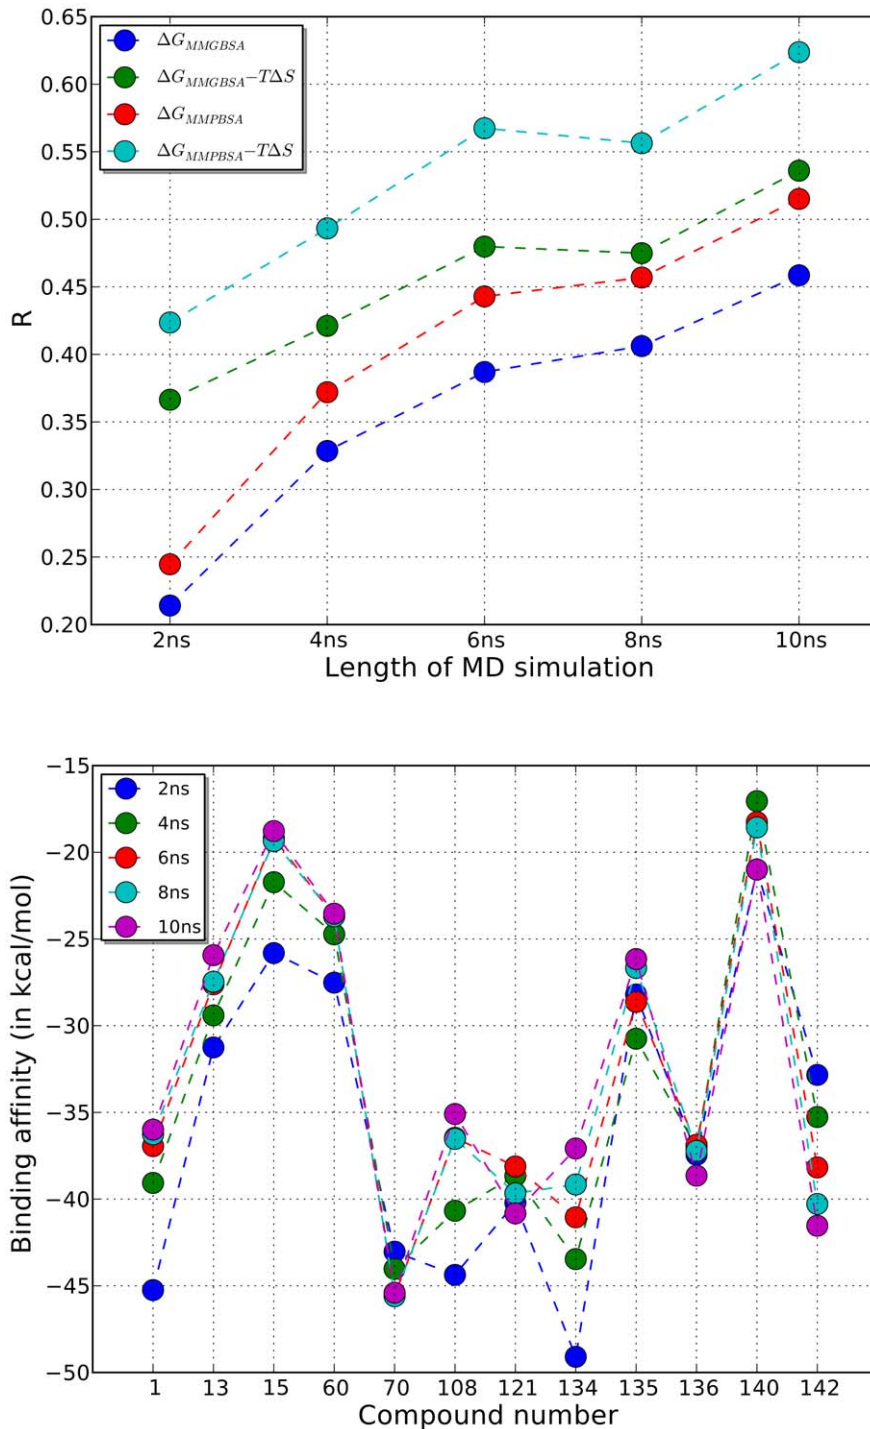 0.65
0.60
0.55
0.50
0.45
0.40
0.35
0.30
0.25
0.20
R
ΔG_MMGBSA
ΔG_MMGBSA−TΔS
ΔG_MMPBSA
ΔG_MMPBSA−TΔS
2ns 4ns 6ns 8ns 10ns
Length of MD simulation
−15
−20
−25
−30
−35
−40
−45
−50
Binding affinity (in kcal/mol)
2ns
4ns
6ns
8ns
10ns
1 13 15 60 70 108 121 134 135 136 140 142
Compound number